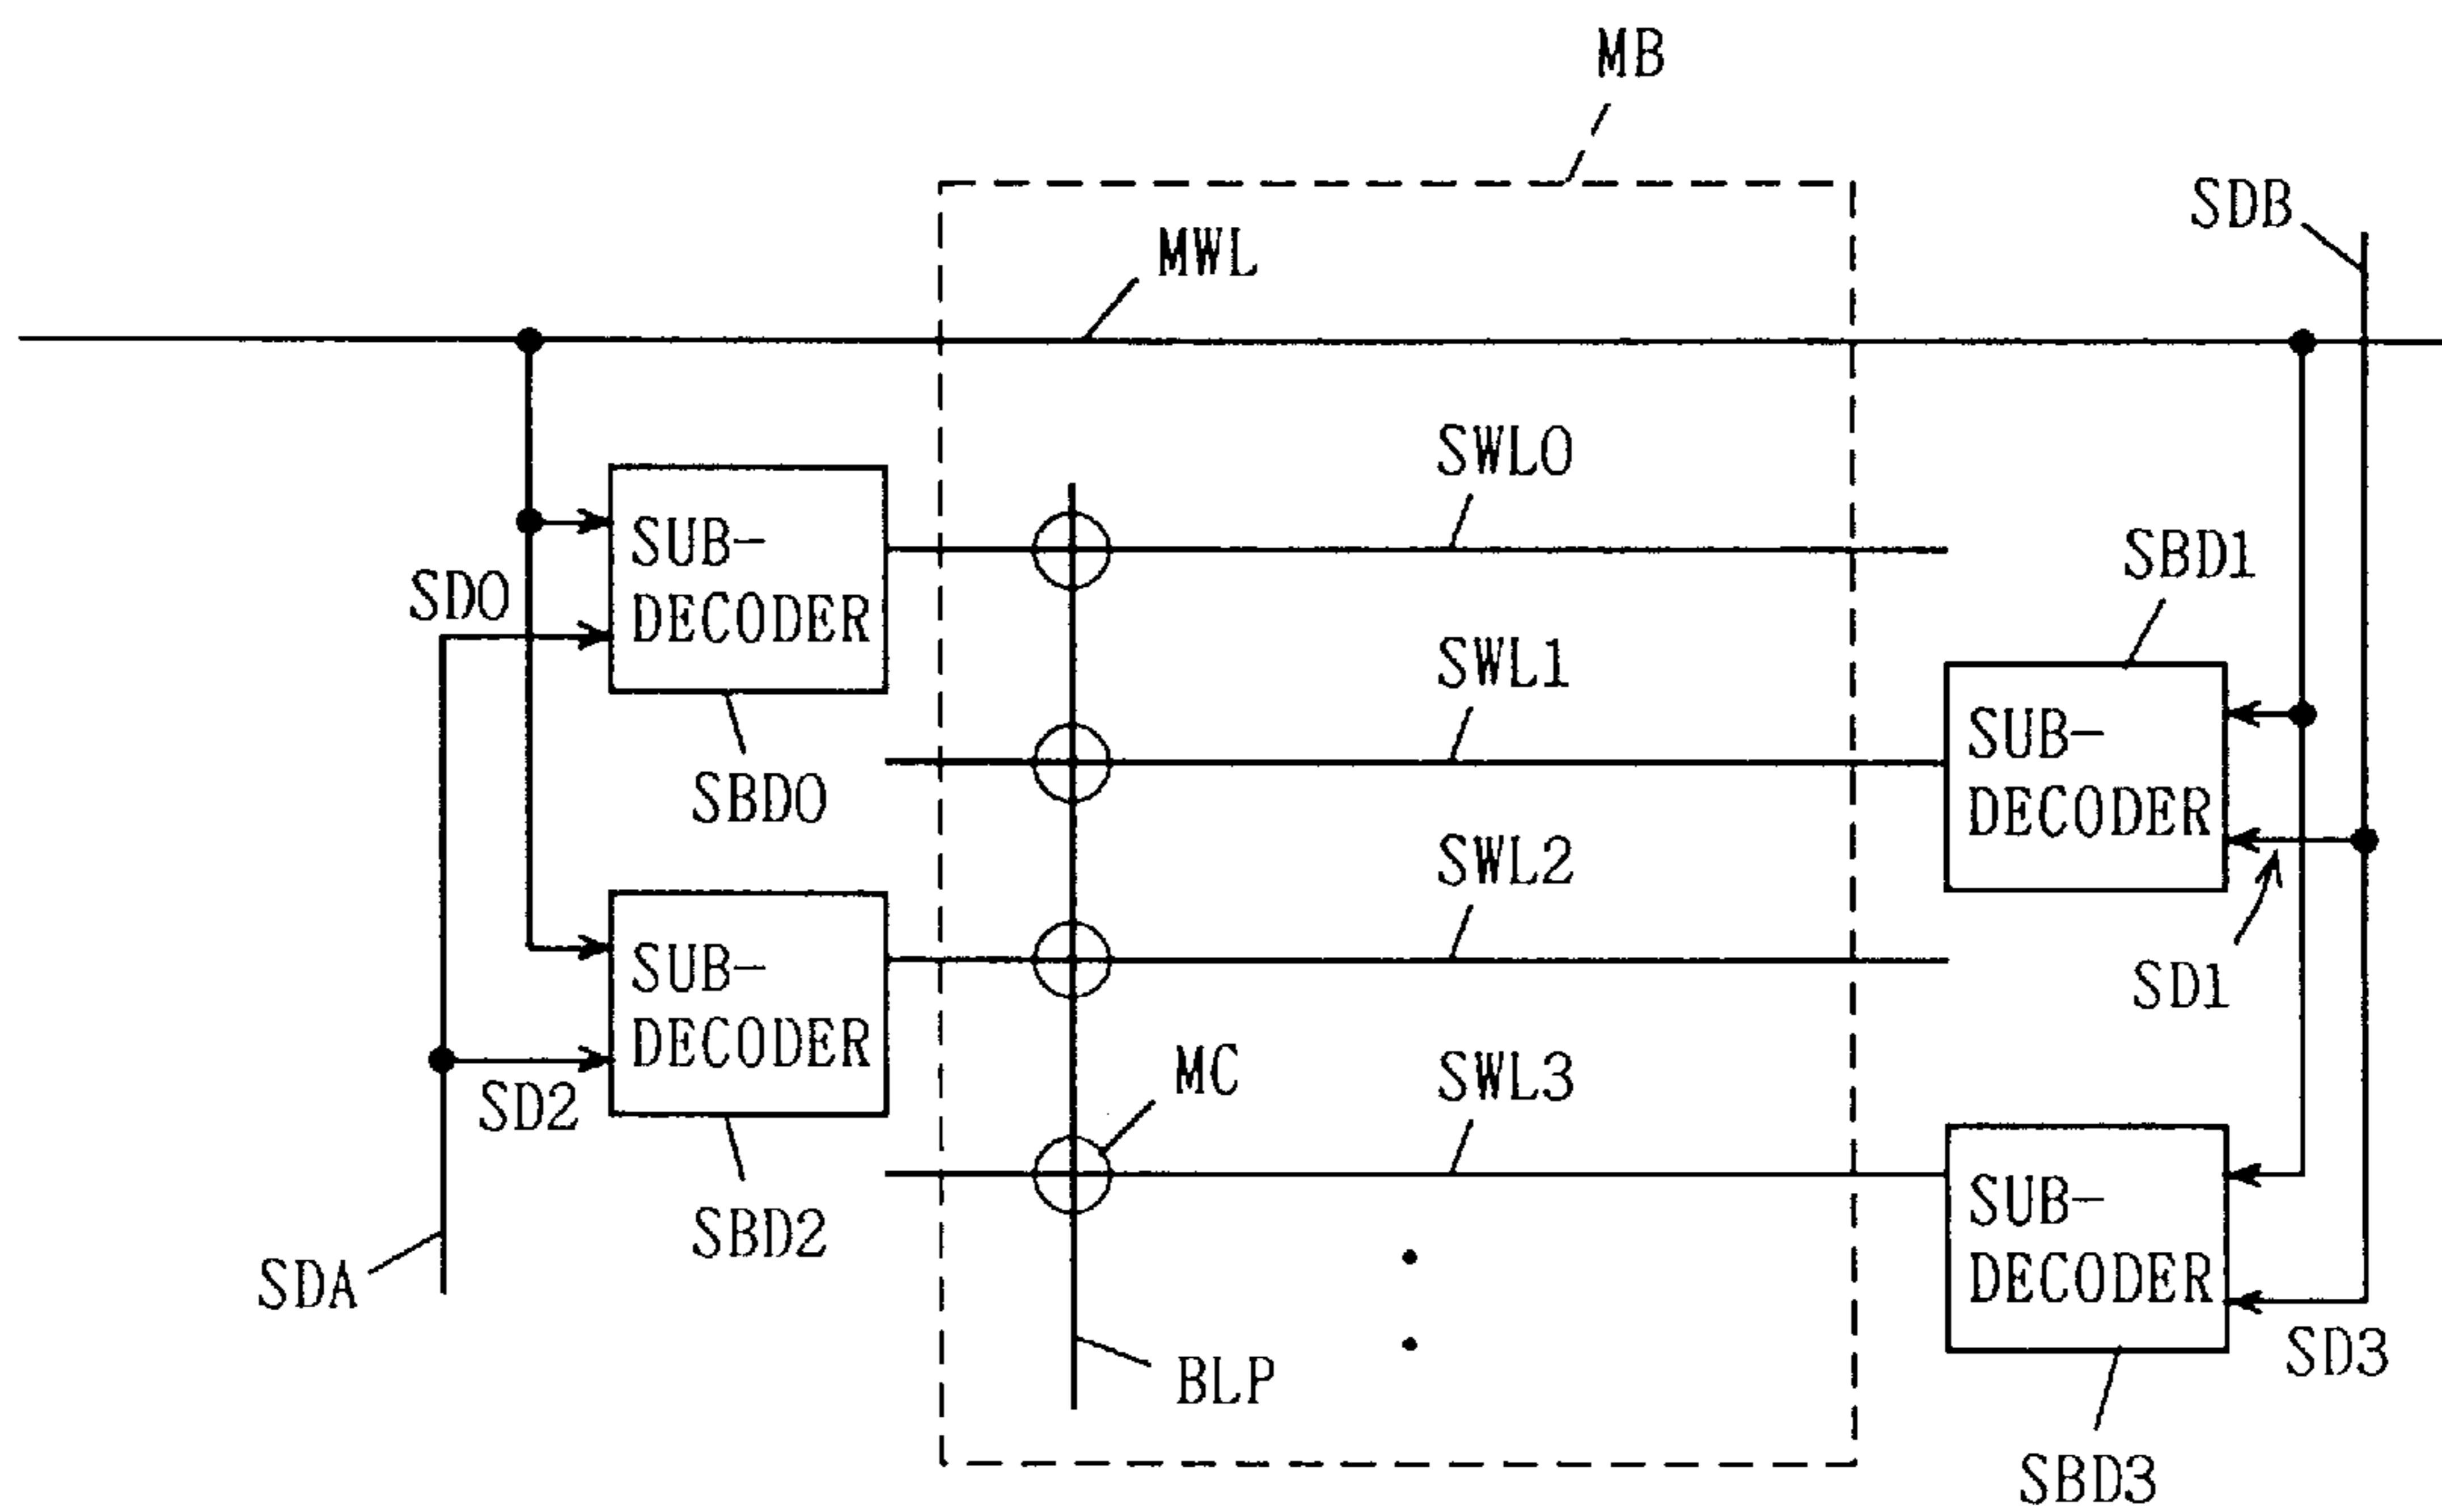 MB
SDB
MWL
SWL0
SUB-
DECODER
SBD1
SD0
SWL1
SUB-
DECODER
SBD0
SWL2
SUB-
DECODER
SD1
MC
SWL3
SD2
SUB-
DECODER
SBD2
SDA
BLP
SD3
SBD3